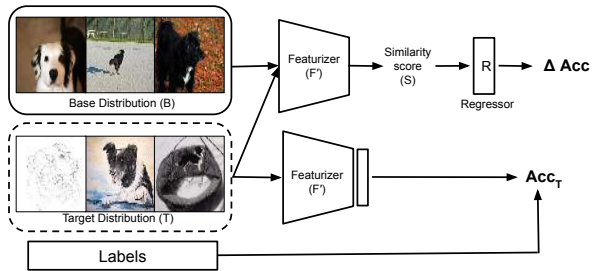 Base Distribution (B)
Featurizer
(F')
Similarity
score
(S)
R
Regressor
Δ Acc
Target Distribution (T)
Featurizer
(F')
Acc_T
Labels